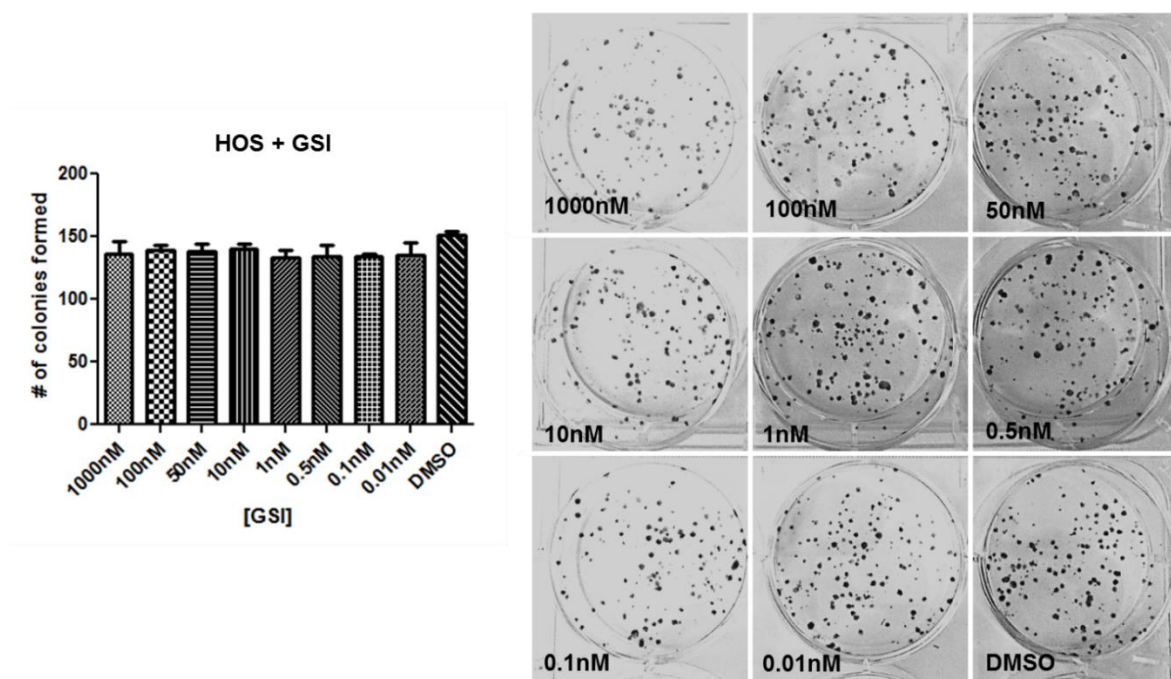 HOS + GSI
# of colonies formed
200
150
100
50
0
1000nM
100nM
50nM
10nM
1nM
0.5nM
0.1nM
0.01nM
DMSO
[GSI]
1000nM
100nM
50nM
10nM
1nM
0.5nM
0.1nM
0.01nM
DMSO